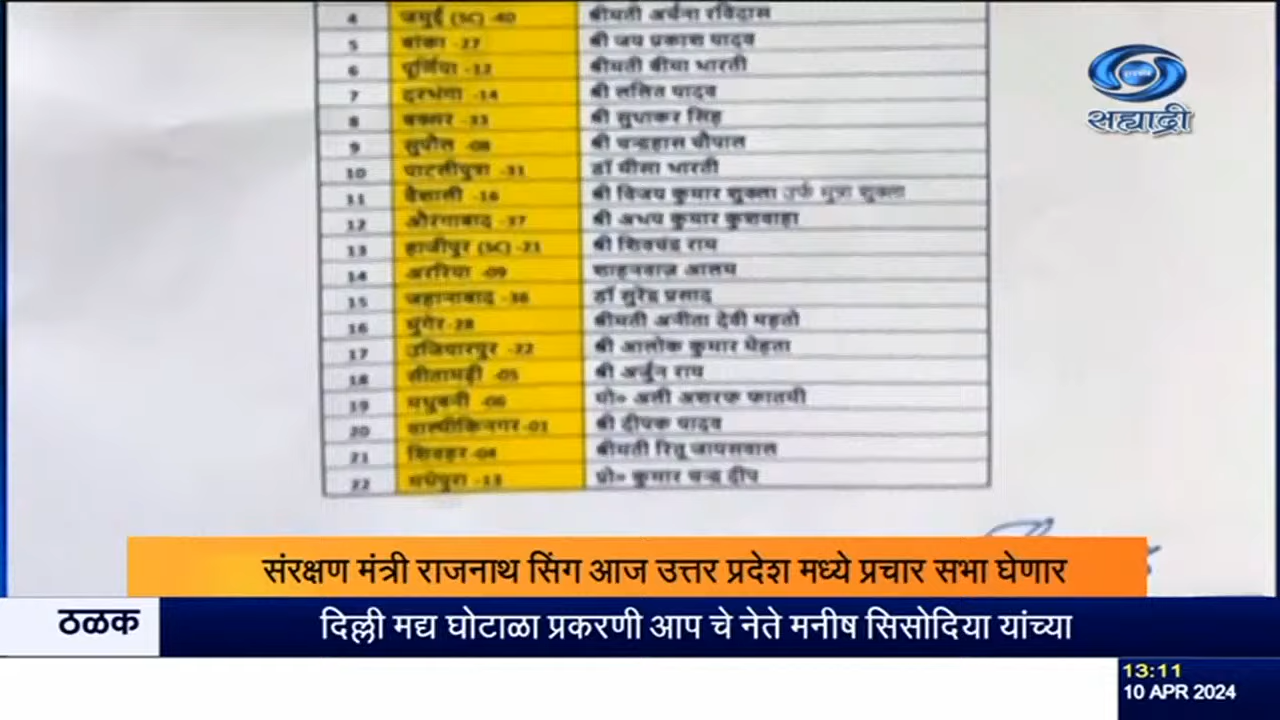 4 जमुई (SC) -40 श्रीमती अर्चना रविदास
5 बांका -27 श्री जय प्रकाश यादव
6 पूर्णिया -12 श्रीमती बीमा भारती
7 दरभंगा -14 श्री ललित यादव
8 बक्सर -33 श्री सुधाकर सिंह
9 सुपौल -08 श्री चन्द्रहास चौपाल
10 पाटलीपुत्रा -31 डॉ मीसा भारती
11 वैशाली -16 श्री विजय कुमार शुक्ला उर्फ मुन्ना शुक्ला
12 औरंगाबाद -37 श्री अभय कुमार कुशवाहा
13 हाजीपुर (SC) -21 श्री शिवचंद्र राम
14 अररिया -09 शाहनवाज आलम
15 जहानाबाद -36 डॉ सुरेंद्र प्रसाद
16 मुंगेर-28 श्रीमती अनीता देवी महतो
17 उजियारपुर -22 श्री आलोक कुमार मेहता
18 सीतामढ़ी -05 श्री अर्जुन राय
19 मधुबनी -06 मो० अली अशरफ फातमी
20 वाल्मीकिनगर-01 श्री दीपक यादव
21 शिवहर-04 श्रीमती रितू जायसवाल
22 मधेपुरा -13 प्रो० कुमार चन्द्र दीप
सह्याद्री
संरक्षण मंत्री राजनाथ सिंग आज उत्तर प्रदेश मध्ये प्रचार सभा घेणार
ठळक
दिल्ली मद्य घोटाळा प्रकरणी आप चे नेते मनीष सिसोदिया यांच्या
13:11
10 APR 2024